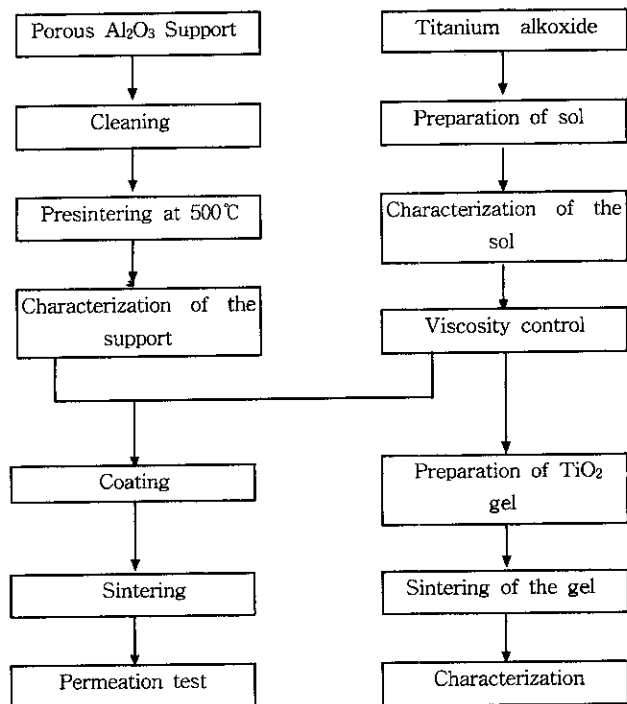 Porous Al₂O₃ Support
Cleaning
Presintering at 500℃
Characterization of the
support
Coating
Sintering
Permeation test
Titanium alkoxide
Preparation of sol
Characterization of the
sol
Viscosity control
Preparation of TiO₂
gel
Sintering of the gel
Characterization